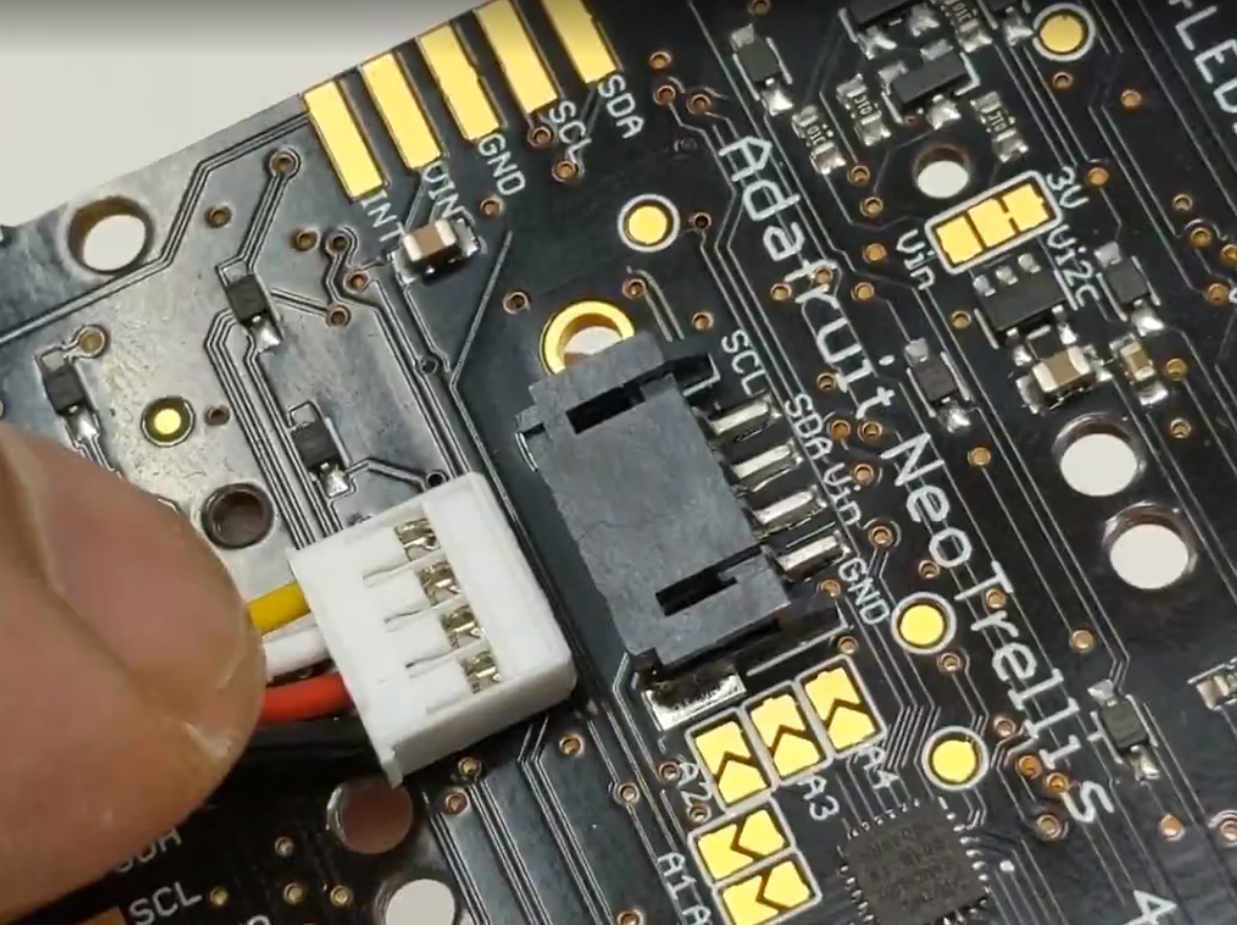 SDA
SCL
GND
VIN
INT
+LED
3V
Vi2c
Vin
Adafruit NeoTrellis
SCL
SDA
Vin
GND
A4
A3
A2
A1
SCL